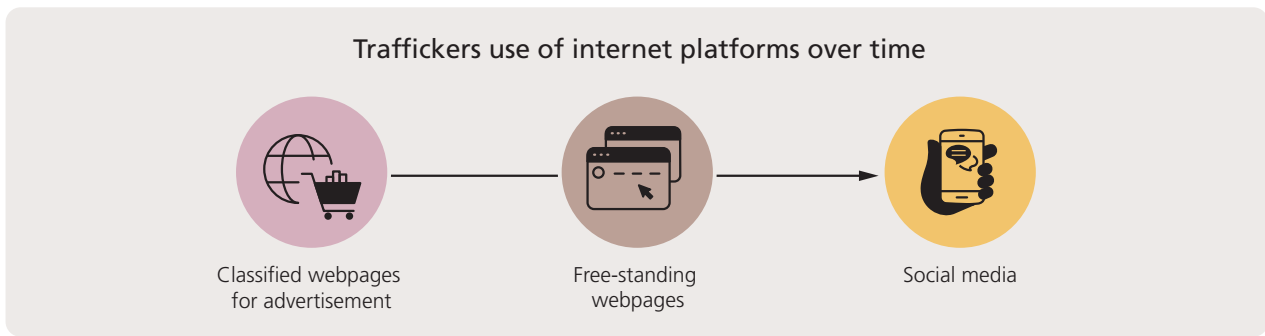 Traffickers use of internet platforms over time
Classified webpages
for advertisement
Free-standing
webpages
Social media